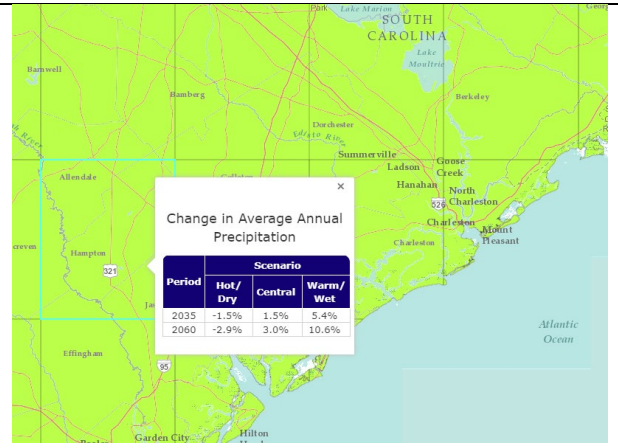 Lake Marion
SOUTH
CAROLINA
Lake
Moultrie
Barnwell
Bamberg
Berkeley
Dorchester
Edisto River
Summerville
Ladson
Goose
Creek
Hanahan
North
Charleston
526
Allendale
Charleston
Mount
Pleasant
Charleston
Hampton
321
×
Change in Average Annual
Precipitation
Period
Scenario
Hot/
Dry
Central
Warm/
Wet
2035 -1.5% 1.5% 5.4%
2060 -2.9% 3.0% 10.6%
Atlantic
Ocean
Effingham
95
Garden City
Hilton